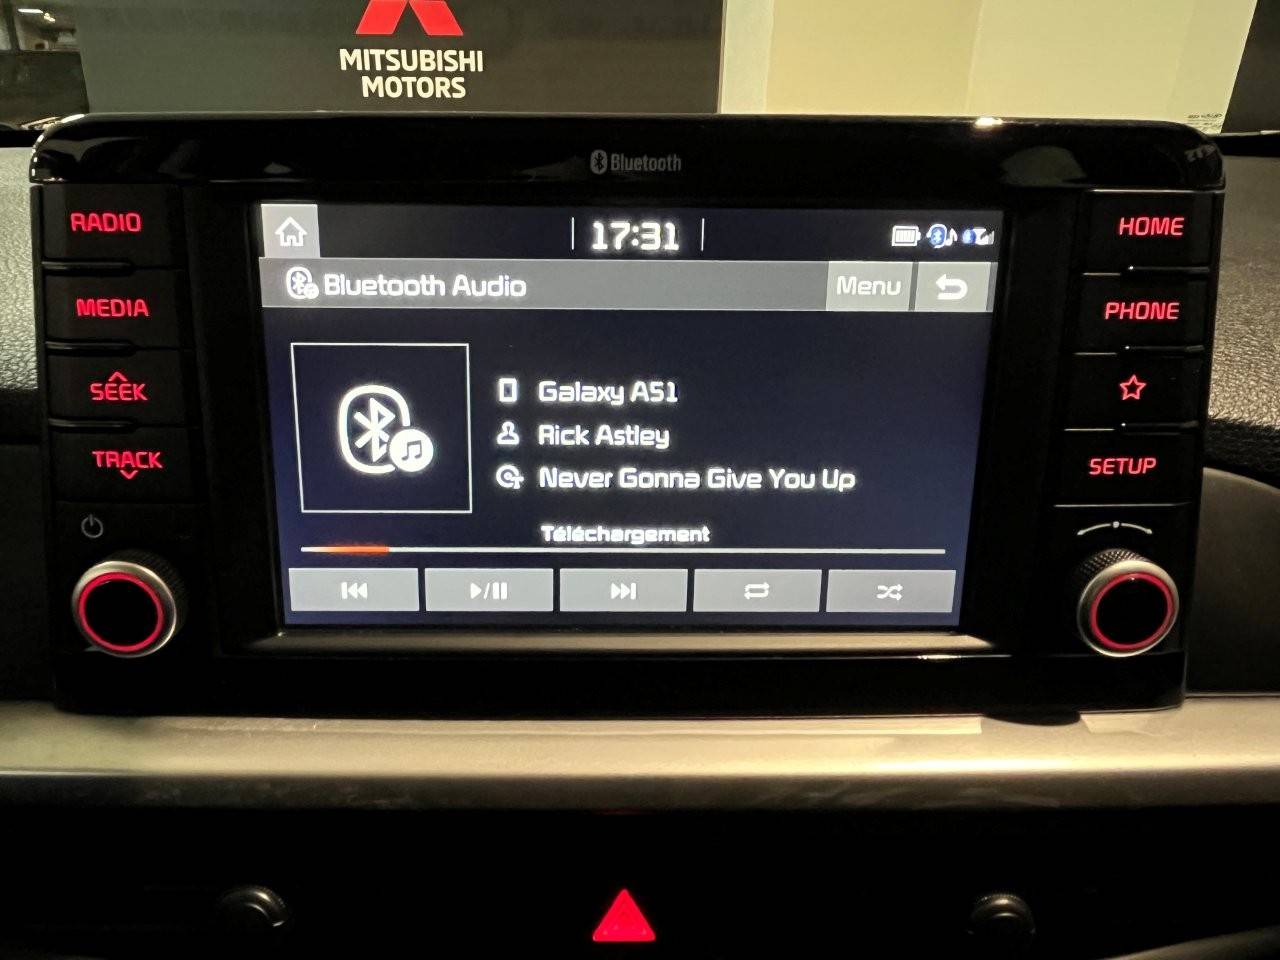 MITSUBISHI
MOTORS
Bluetooth
RADIO
MEDIA
SEEK
TRACK
17:31
Bluetooth Audio
Menu
Galaxy A51
Rick Astley
Never Gonna Give You Up
Téléchargement
HOME
PHONE
SETUP